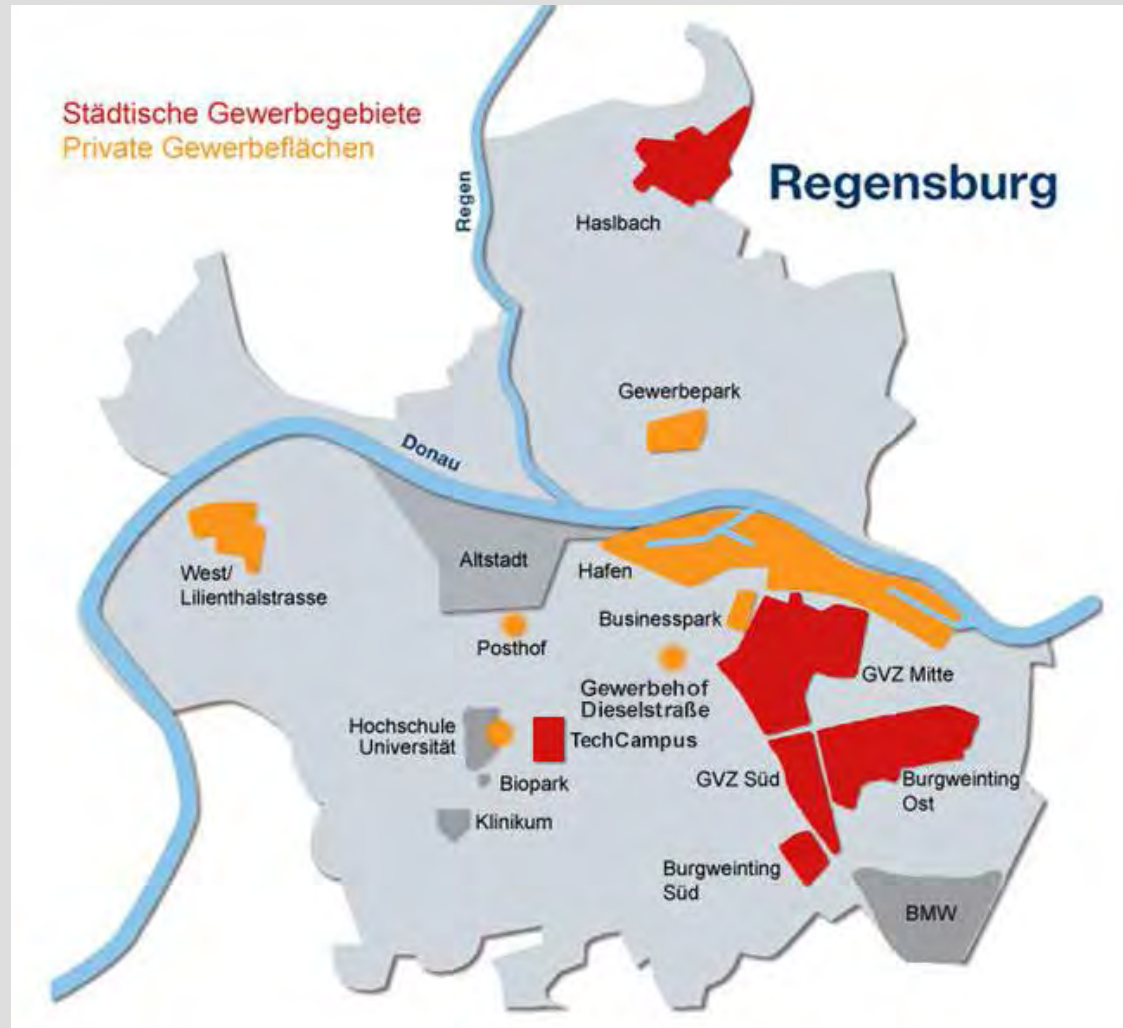 Städtische Gewerbegebiete
Private Gewerbeflächen
Regen
Regensburg
Haslbach
Gewerbepark
Donau
Altstadt
Hafen
West/
Lilienthalstrasse
Businesspark
Posthof
GVZ Mitte
Gewerbehof
Dieselstraße
Hochschule
Universität
TechCampus
GVZ Süd
Burgweinting
Ost
Biopark
Klinikum
Burgweinting
Süd
BMW